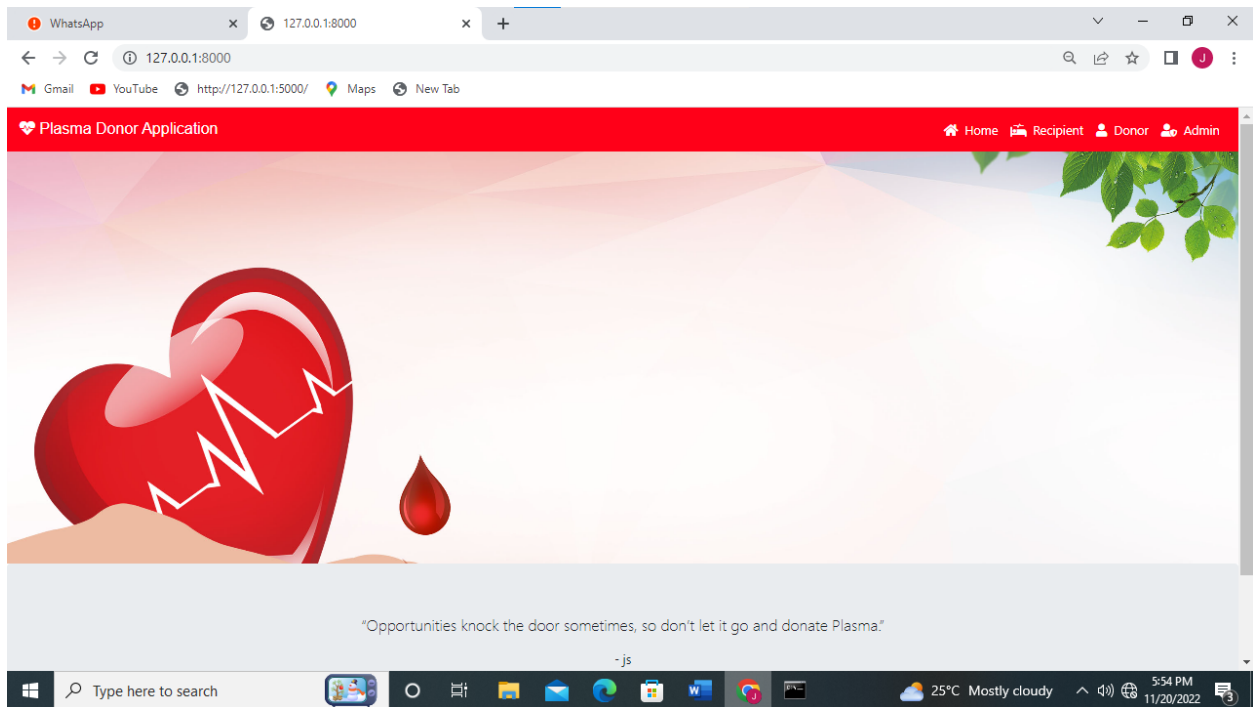 WhatsApp
127.0.0.1:8000
127.0.0.1:8000
J
Gmail
YouTube
http://127.0.0.1:5000/
Maps
New Tab
Plasma Donor Application
Home
Recipient
Donor
Admin
“Opportunities knock the door sometimes, so don’t let it go and donate Plasma.”
- js
Type here to search
25°C Mostly cloudy
5:54 PM
11/20/2022
3